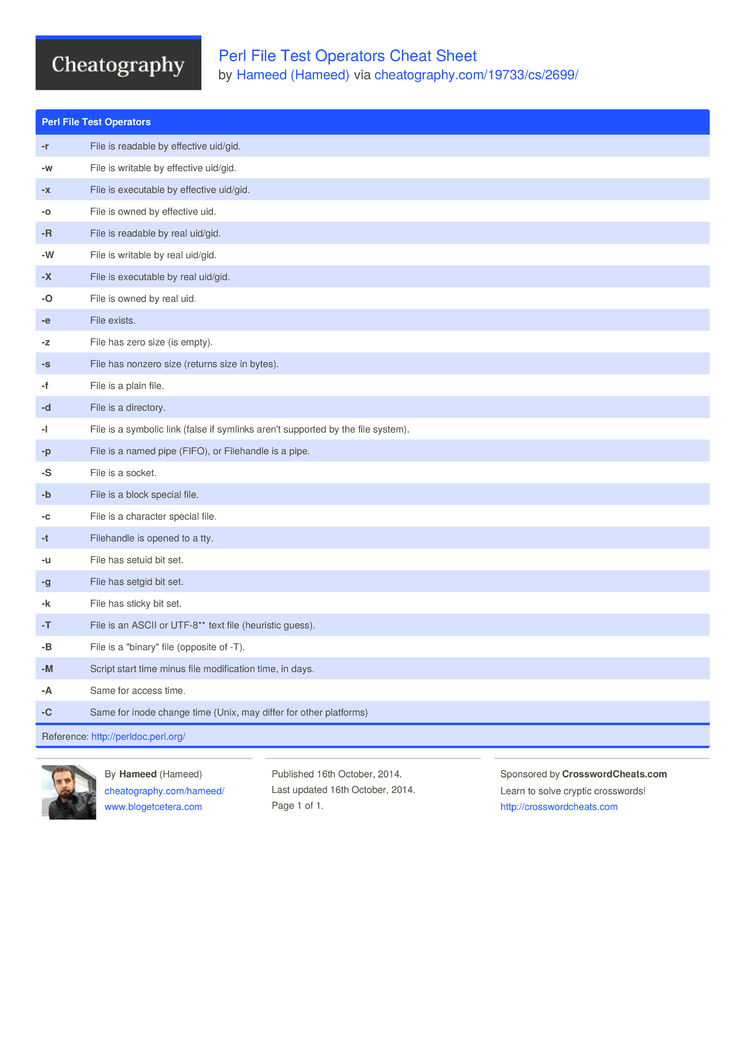 Cheatography
Perl File Test Operators Cheat Sheet
by Hameed (Hameed) via cheatography.com/19733/cs/2699/
Perl File Test Operators
-r File is readable by effective uid/gid.
-w File is writable by effective uid/gid.
-x File is executable by effective uid/gid.
-o File is owned by effective uid.
-R File is readable by real uid/gid.
-W File is writable by real uid/gid.
-X File is executable by real uid/gid.
-O File is owned by real uid.
-e File exists.
-z File has zero size (is empty).
-s File has nonzero size (returns size in bytes).
-f File is a plain file.
-d File is a directory.
-l File is a symbolic link (false if symlinks aren't supported by the file system).
-p File is a named pipe (FIFO), or Filehandle is a pipe.
-S File is a socket.
-b File is a block special file.
-c File is a character special file.
-t Filehandle is opened to a tty.
-u File has setuid bit set.
-g File has setgid bit set.
-k File has sticky bit set.
-T File is an ASCII or UTF-8** text file (heuristic guess).
-B File is a "binary" file (opposite of -T).
-M Script start time minus file modification time, in days.
-A Same for access time.
-C Same for inode change time (Unix, may differ for other platforms)
Reference: http://perldoc.perl.org/
By Hameed (Hameed)
cheatography.com/hameed/
www.blogetcetera.com
Published 16th October, 2014.
Last updated 16th October, 2014.
Page 1 of 1.
Sponsored by CrosswordCheats.com
Learn to solve cryptic crosswords!
http://crosswordcheats.com